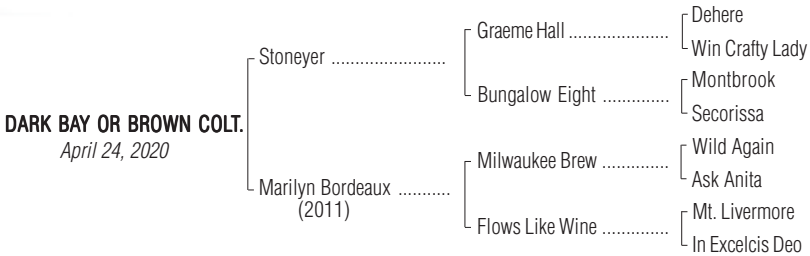 Dehere
Graeme Hall .....................
Win Crafty Lady
Stoneyer .......................
Montbrook
Bungalow Eight ..............
Secorissa
DARK BAY OR BROWN COLT.
April 24, 2020
Wild Again
Milwaukee Brew ..............
Ask Anita
Marilyn Bordeaux ...........
(2011)
Mt. Livermore
Flows Like Wine ..............
In Excelcis Deo